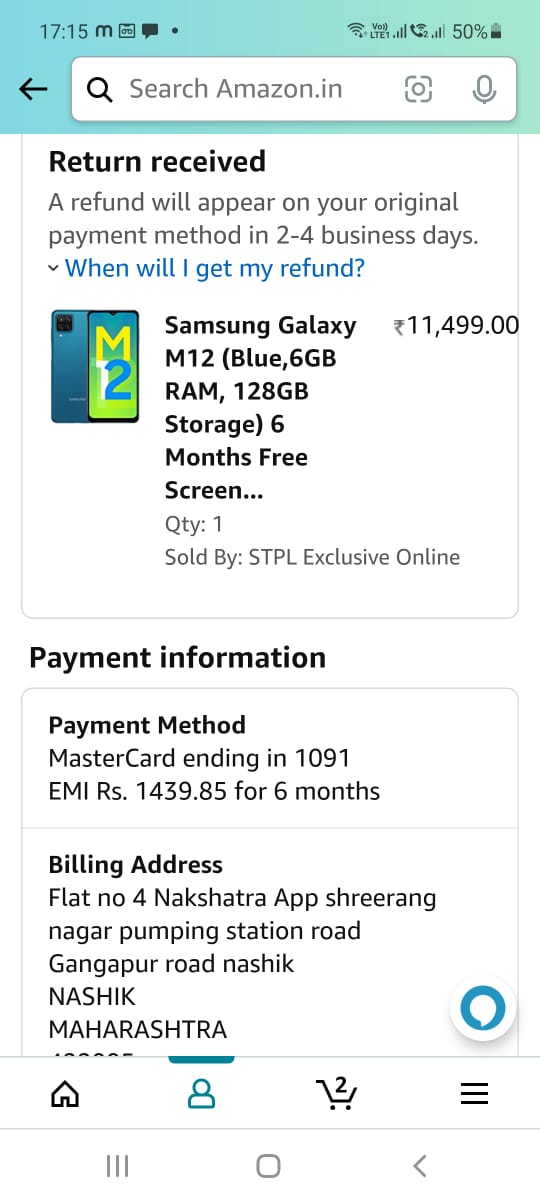 17:15 m Vo)) LTE1 2 50%
Search Amazon.in
Return received
A refund will appear on your original
payment method in 2-4 business days.
When will I get my refund?
Samsung Galaxy ₹11,499.00
M12 (Blue,6GB
RAM, 128GB
Storage) 6
Months Free
Screen...
Qty: 1
Sold By: STPL Exclusive Online
M
12
SAMSUNG
Payment information
Payment Method
MasterCard ending in 1091
EMI Rs. 1439.85 for 6 months
Billing Address
Flat no 4 Nakshatra App shreerang
nagar pumping station road
Gangapur road nashik
NASHIK
MAHARASHTRA
2